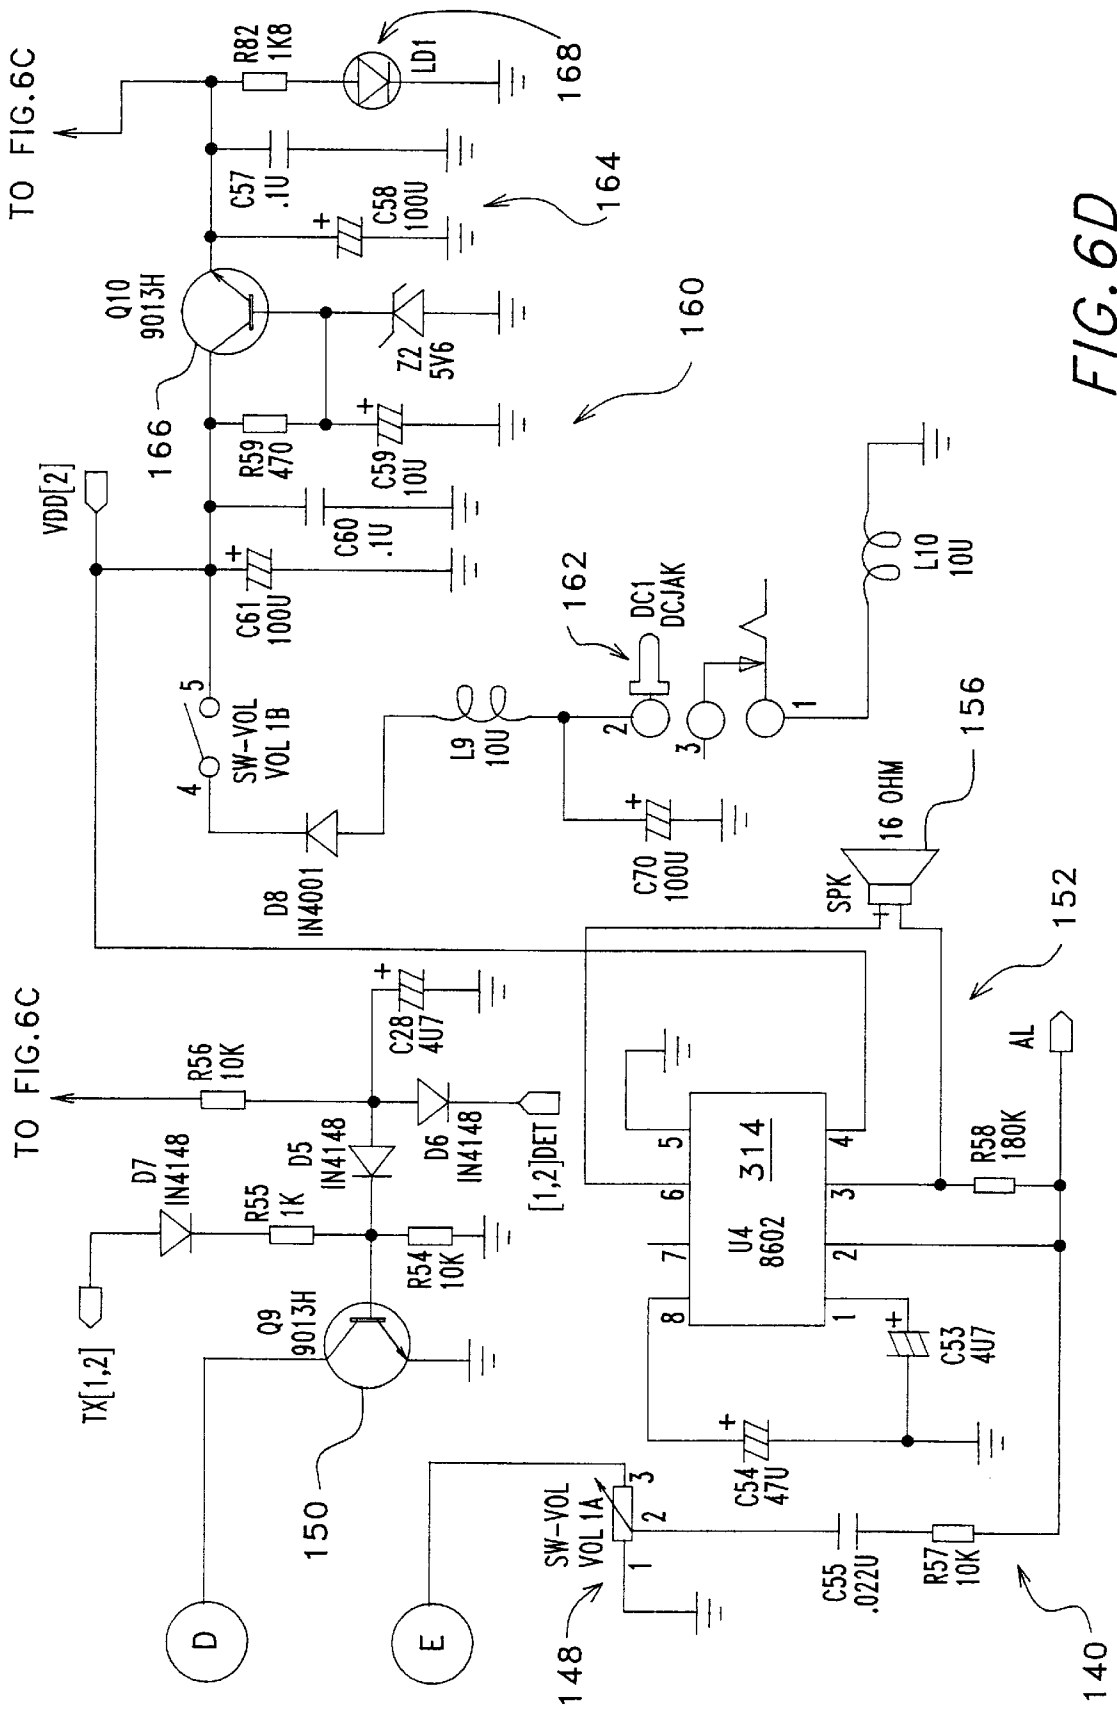 TO FIG.6C
R82
1K8
LD1
168
C57
.1U
C58
100U
164
Q10
9013H
166
Z2
5V6
160
R59
470
C59
10U
VDD[2]
C60
.1U
C61
100U
5
4
SW-VOL
VOL1B
D8
IN4001
L9
10U
162
DC1
DCJAK
2
3
1
L10
10U
C70
100U
16 OHM
SPK
156
TO FIG.6C
R56
10K
C28
4U7
D7
IN4148
D5
IN4148
D6
IN4148
[1,2]DET
R55
1K
R54
10K
TX[1,2]
Q9
9013H
150
D
E
SW-VOL
VOL1A
3
2
1
148
C54
47U
C55
.022U
R57
10K
140
5
6
7
8
314
U4
8602
4
3
2
1
C53
4U7
R58
180K
AL
152
FIG.6D